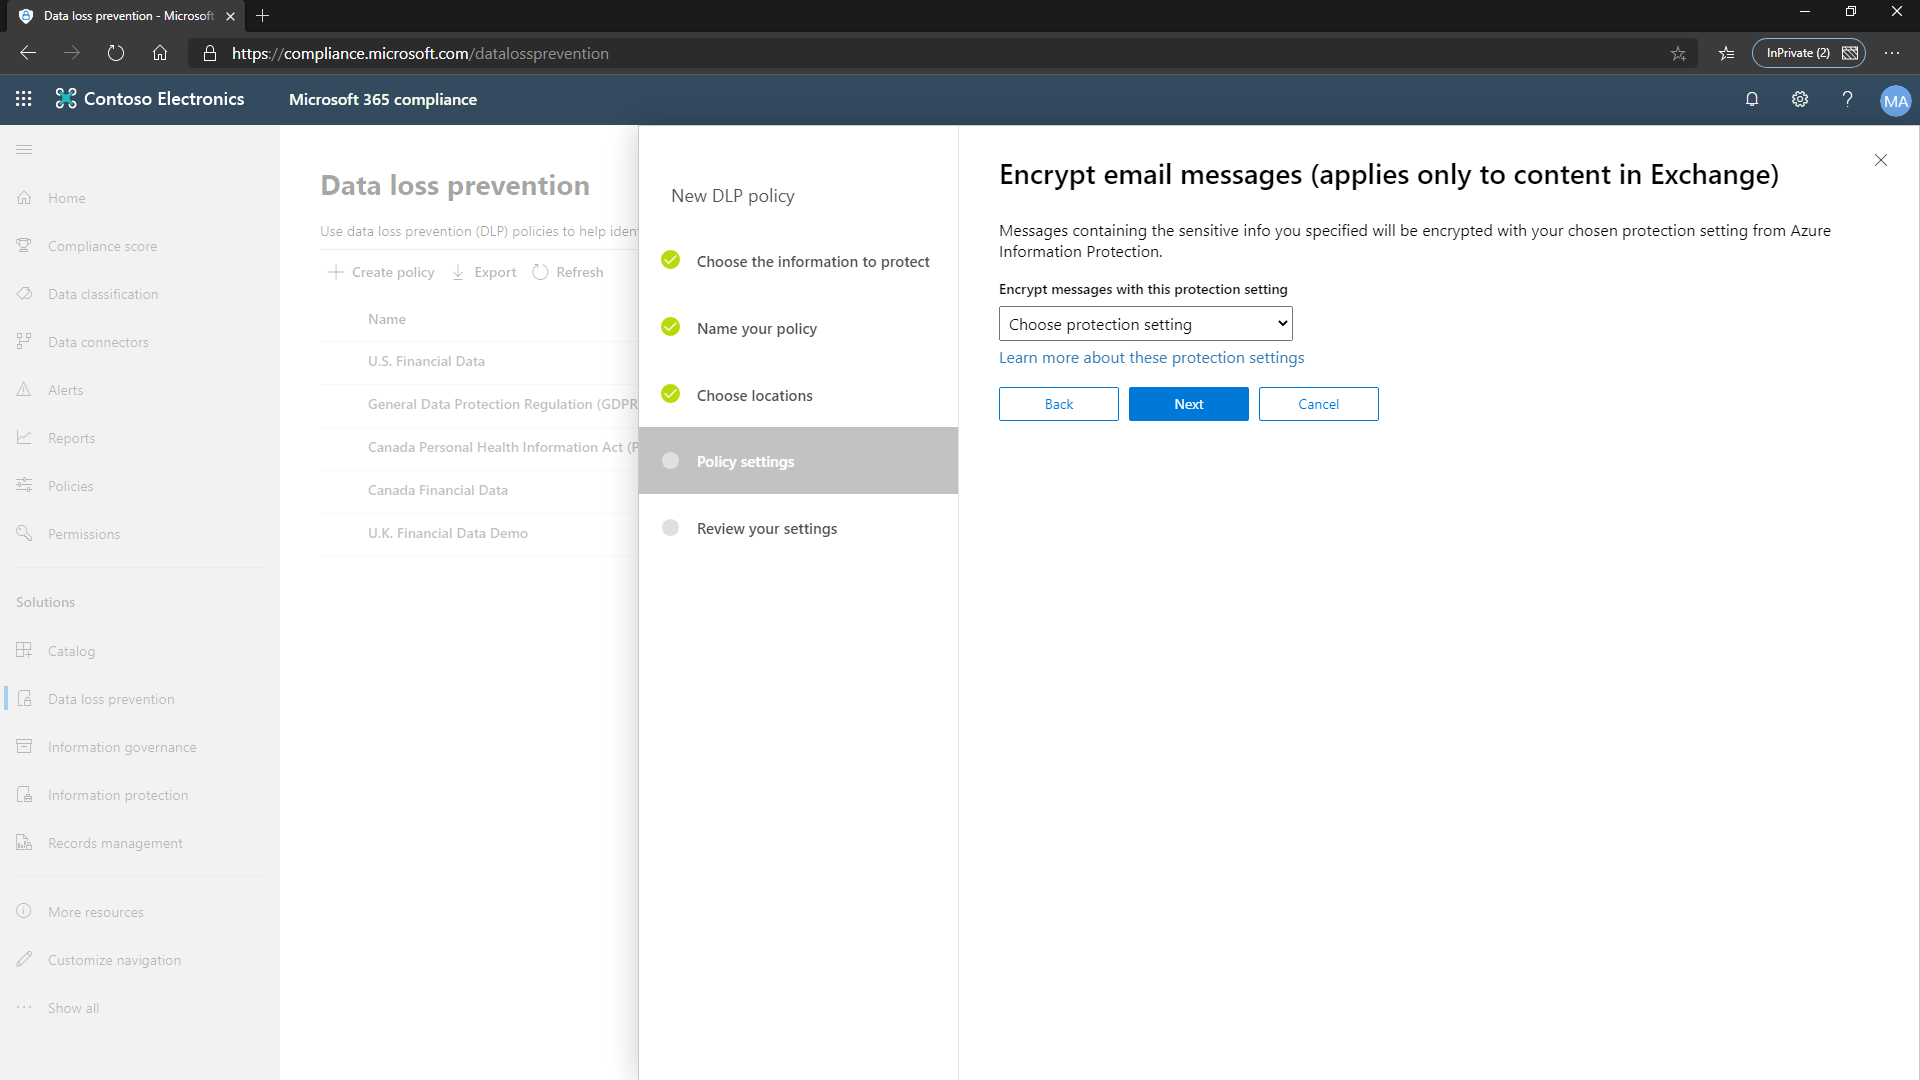 Data loss prevention - Microsoft
https://compliance.microsoft.com/datalossprevention
InPrivate (2)
Contoso Electronics
Microsoft 365 compliance
MA
Home
Compliance score
Data classification
Data connectors
Alerts
Reports
Policies
Permissions
Solutions
Catalog
Data loss prevention
Information governance
Information protection
Records management
More resources
Customize navigation
Show all
Data loss prevention
Use data loss prevention (DLP) policies to help iden
Create policy
Export
Refresh
Name
U.S. Financial Data
General Data Protection Regulation (GDPR
Canada Personal Health Information Act (P
Canada Financial Data
U.K. Financial Data Demo
New DLP policy
Choose the information to protect
Name your policy
Choose locations
Policy settings
Review your settings
Encrypt email messages (applies only to content in Exchange)
Messages containing the sensitive info you specified will be encrypted with your chosen protection setting from Azure
Information Protection.
Encrypt messages with this protection setting
Choose protection setting
Learn more about these protection settings
Back
Next
Cancel